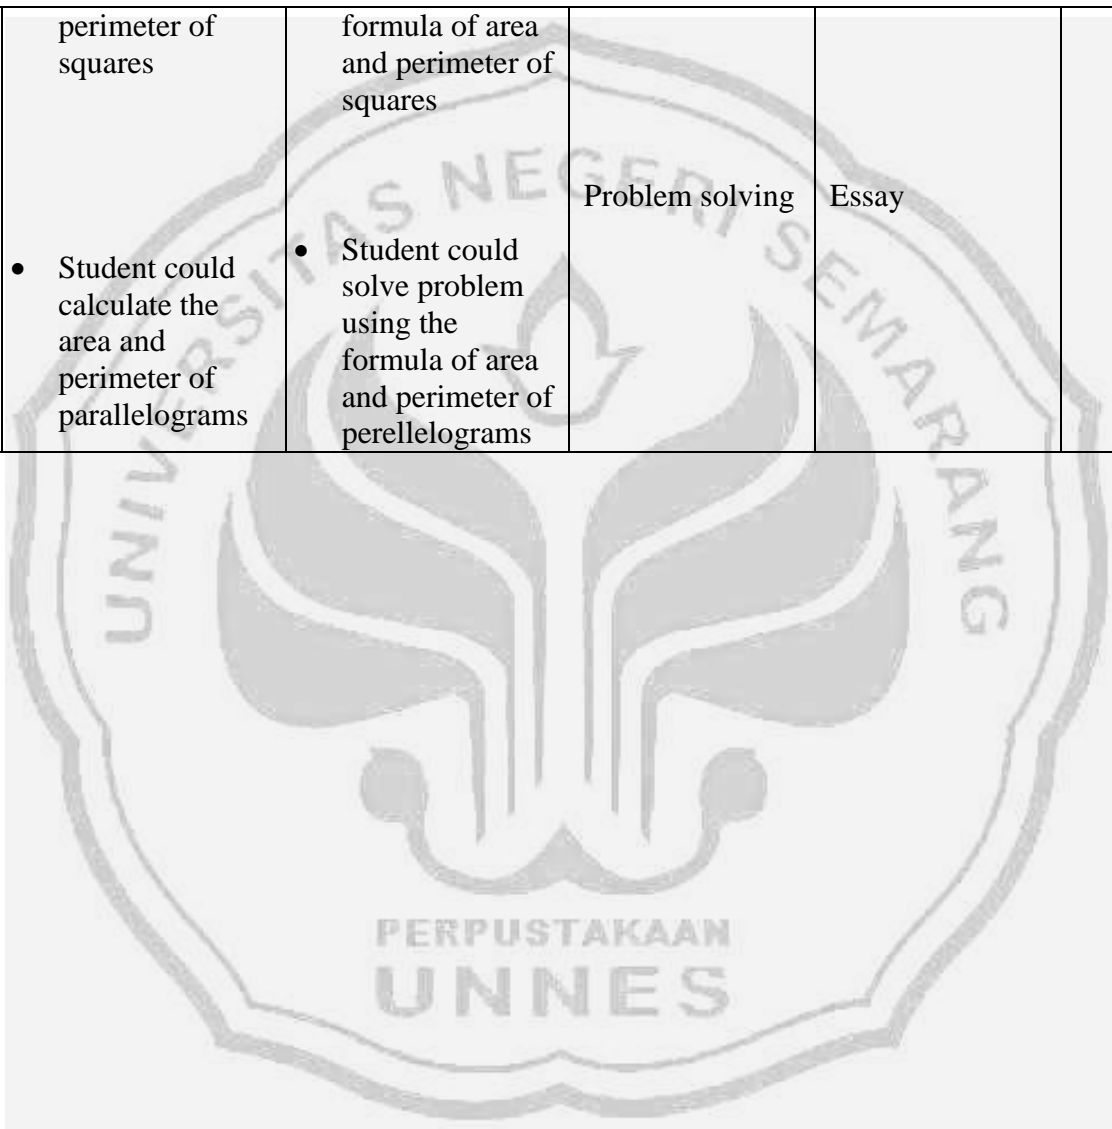 perimeter of
squares
Student could
calculate the
area and
perimeter of
parallelograms
formula of area
and perimeter of
squares
Student could
solve problem
using the
formula of area
and perimeter of
perellelograms
Problem solving
Essay
UNIVERSITAS NEGERI SEMARANG
PERPUSTAKAAN
UNNES